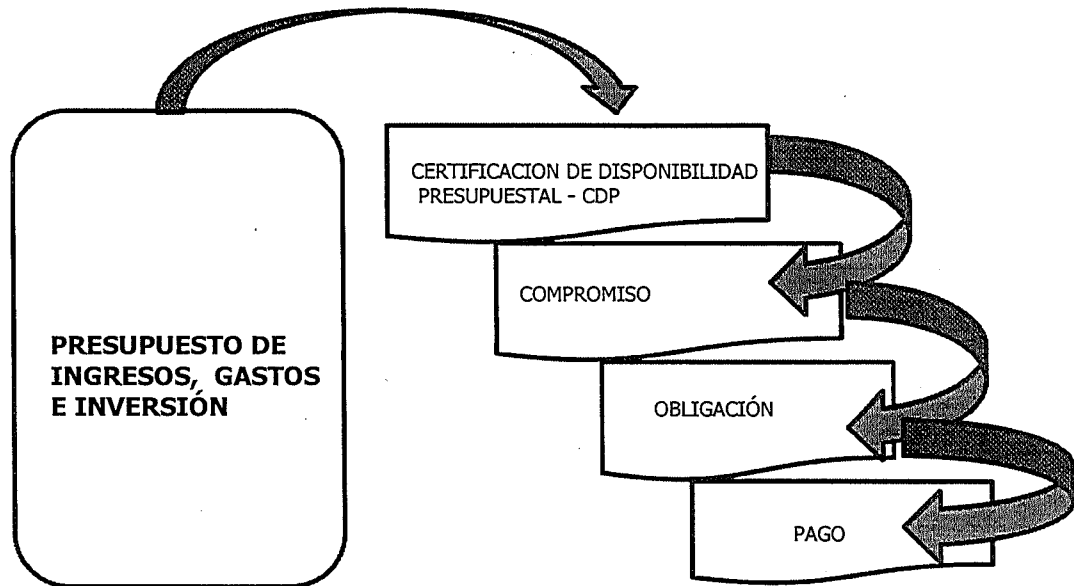 CERTIFICACION DE DISPONIBILIDAD
PRESUPUESTAL - CDP
COMPROMISO
PRESUPUESTO DE
INGRESOS, GASTOS
E INVERSIÓN
OBLIGACIÓN
PAGO